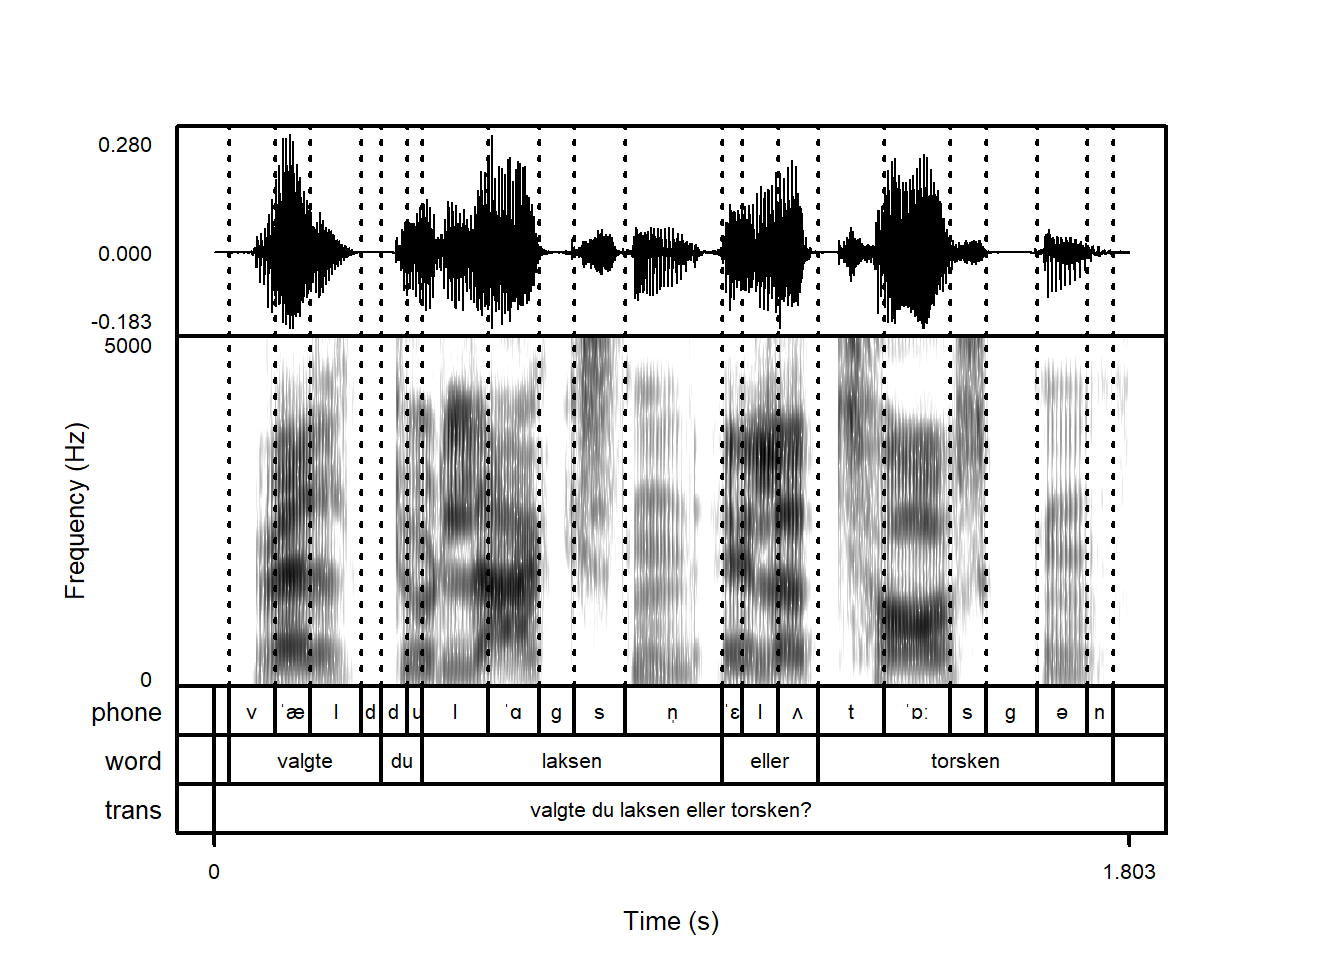 0.280
0.000
-0.183
5000
Frequency (Hz)
0
phone v ˈæ l d d u l ˈɑ g s n̩ ˈɛ l ʌ t ˈɒː s g ə n
word valgte du laksen eller torsken
trans valgte du laksen eller torsken?
0 1.803
Time (s)